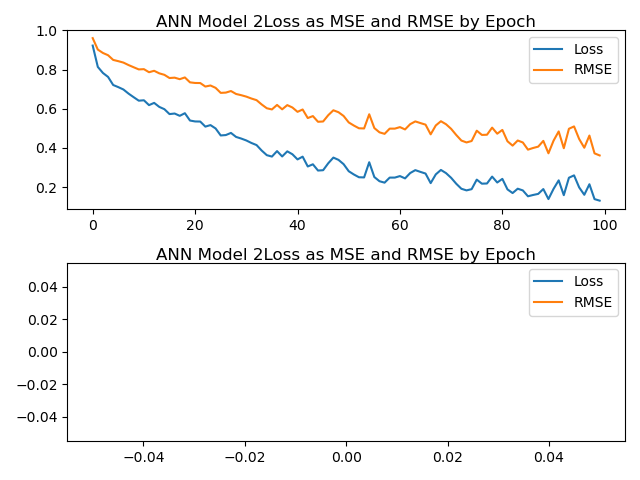 ANN Model 2Loss as MSE and RMSE by Epoch
1.0
0.8
0.6
0.4
0.2
Loss
RMSE
0 20 40 60 80 100
ANN Model 2Loss as MSE and RMSE by Epoch
0.04
0.02
0.00
−0.02
−0.04
Loss
RMSE
−0.04 −0.02 0.00 0.02 0.04